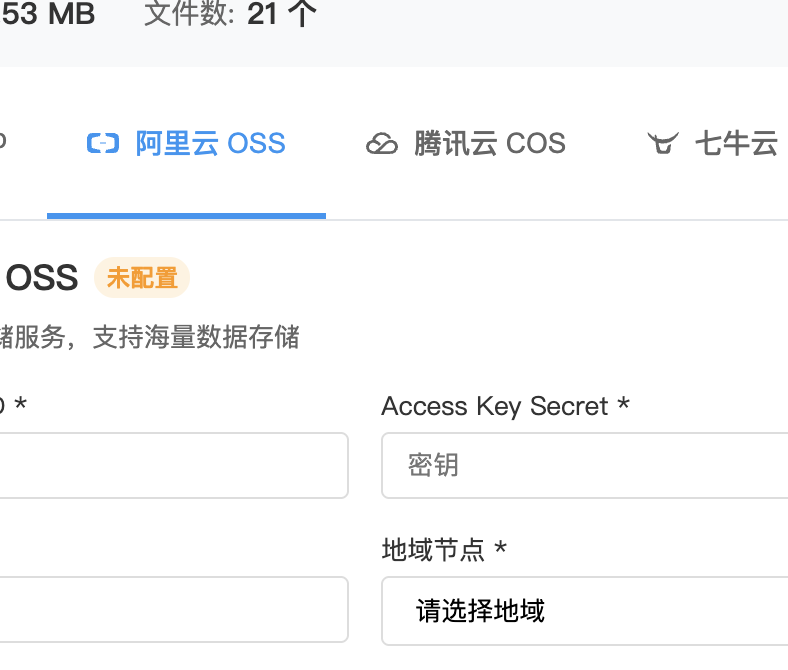 .53 MB 文件数: 21 个
阿里云 OSS 腾讯云 COS 七牛云
OSS 未配置
储服务，支持海量数据存储
D * Access Key Secret *
密钥
地域节点 *
请选择地域